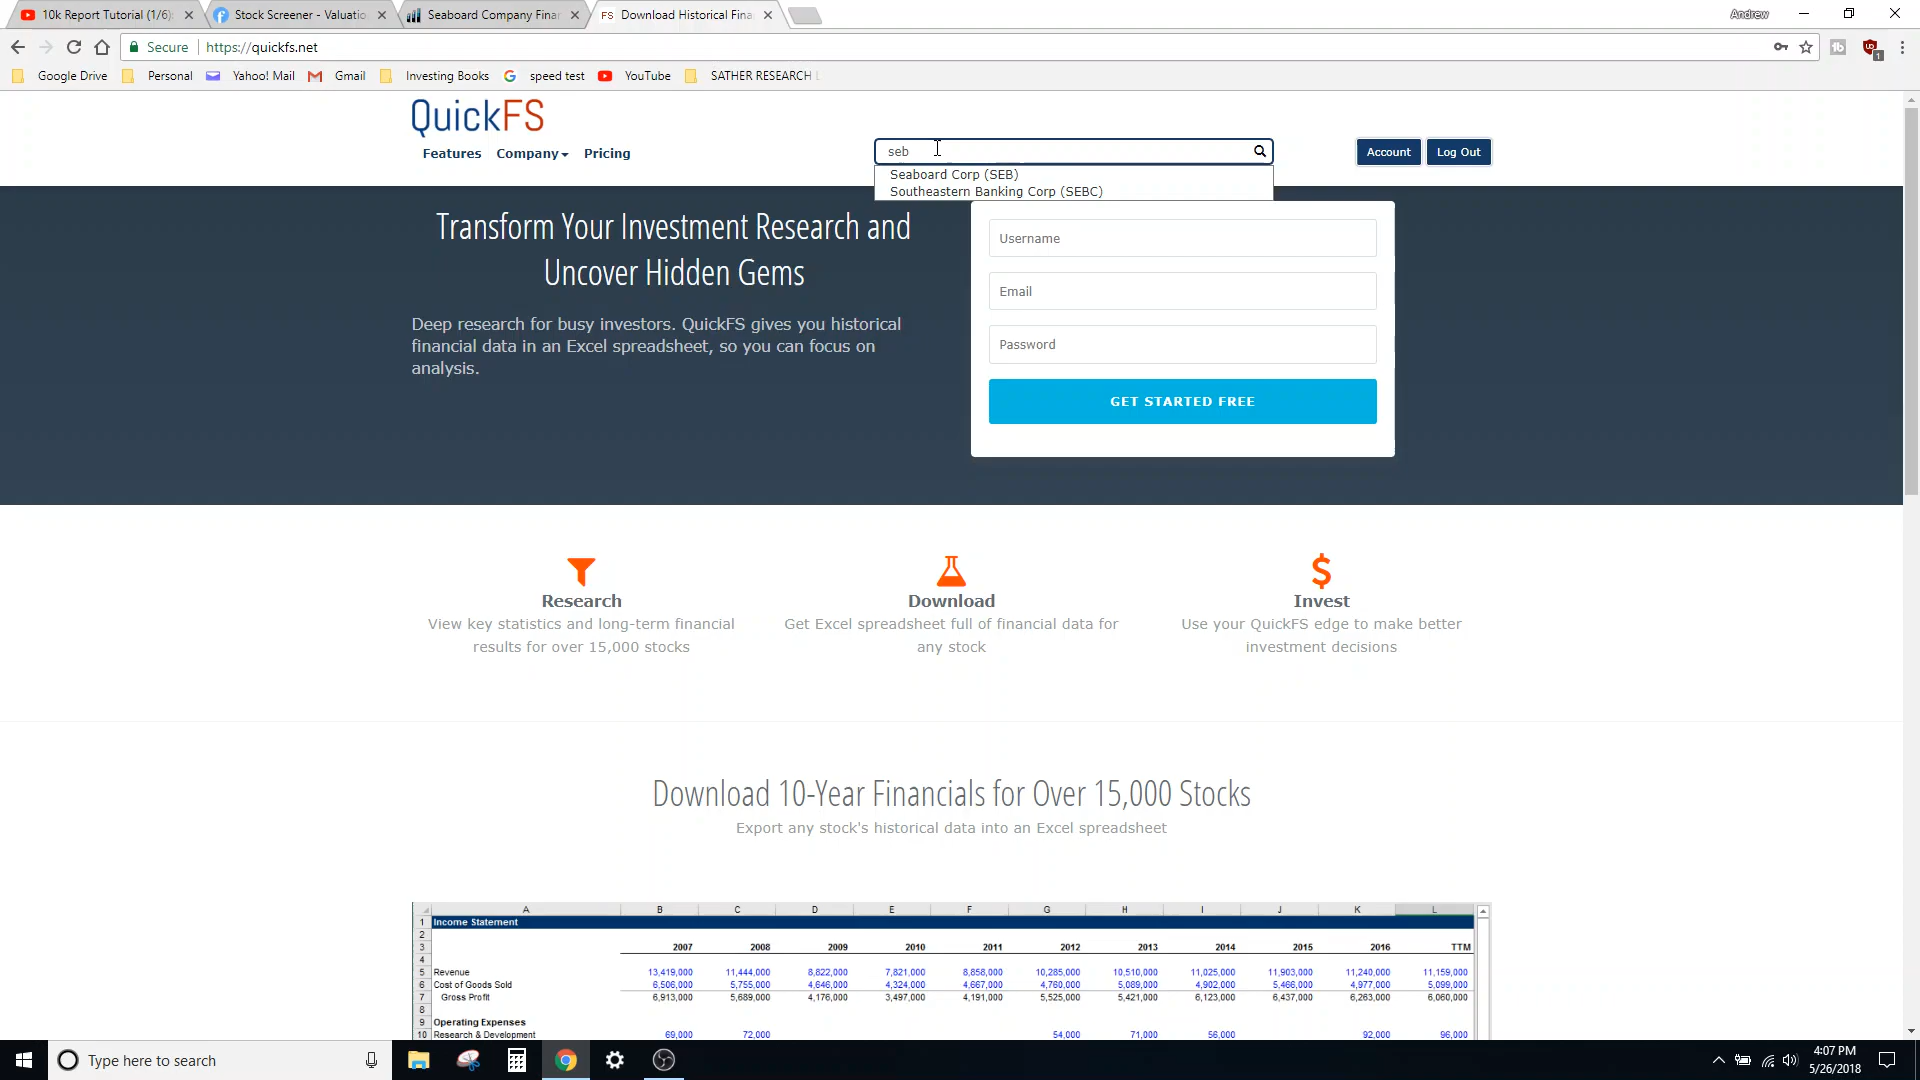 10k Report Tutorial (1/6):
Stock Screener - Valuatio
Seaboard Company Finan
FS Download Historical Fina
Andrew
Secure https://quickfs.net
Google Drive Personal Yahoo! Mail Gmail Investing Books speed test YouTube SATHER RESEARCH
QuickFS
Features Company Pricing
seb
Account Log Out
Seaboard Corp (SEB)
Southeastern Banking Corp (SEBC)
Transform Your Investment Research and
Uncover Hidden Gems
Deep research for busy investors. QuickFS gives you historical
financial data in an Excel spreadsheet, so you can focus on
analysis.
Username
Email
Password
GET STARTED FREE
Research
View key statistics and long-term financial
results for over 15,000 stocks
Download
Get Excel spreadsheet full of financial data for
any stock
$
Invest
Use your QuickFS edge to make better
investment decisions
Download 10-Year Financials for Over 15,000 Stocks
Export any stock's historical data into an Excel spreadsheet
A B C D E F G H I J K L
1 Income Statement
2
3 2007 2008 2009 2010 2011 2012 2013 2014 2015 2016 TTM
4
5 Revenue 13,419,000 11,444,000 8,822,000 7,821,000 8,858,000 10,285,000 10,510,000 11,025,000 11,903,000 11,240,000 11,159,000
6 Cost of Goods Sold 6,506,000 5,755,000 4,646,000 4,324,000 4,667,000 4,760,000 5,089,000 4,902,000 5,466,000 4,977,000 5,099,000
7 Gross Profit 6,913,000 5,689,000 4,176,000 3,497,000 4,191,000 5,525,000 5,421,000 6,123,000 6,437,000 6,263,000 6,060,000
8
9 Operating Expenses
10 Research & Development 69,000 72,000 54,000 71,000 56,000 92,000 96,000
Type here to search
4:07 PM
5/26/2018